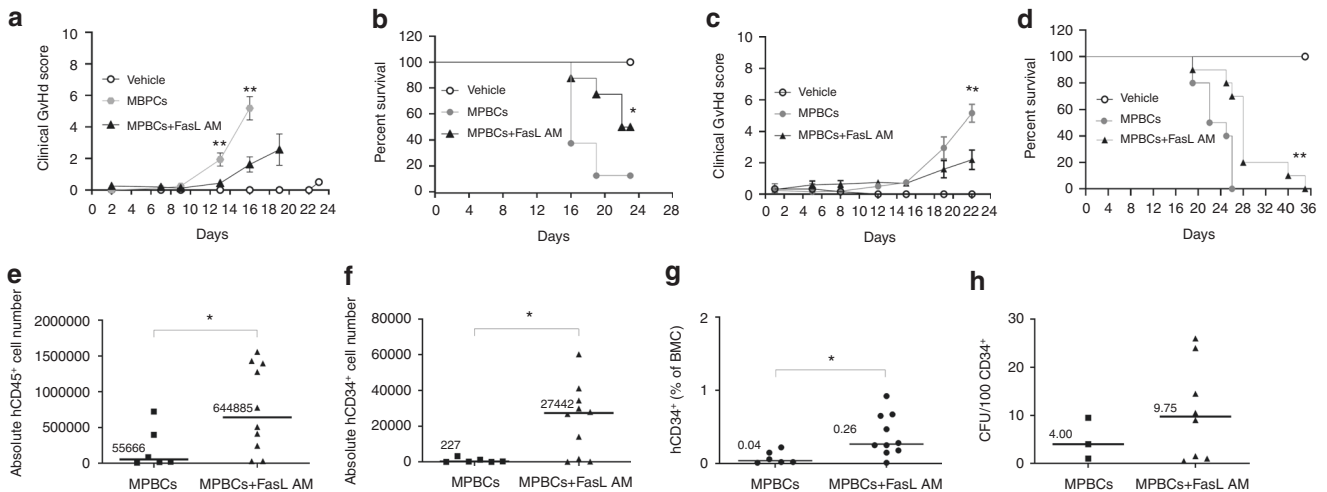 a
Clinical GvHd score
10
8
6
4
2
0
0 2 4 6 8 10 12 14 16 18 20 22 24
Days
Vehicle
MBPCs
MPBCs+FasL AM
**
**
b
Percent survival
120
100
80
60
40
20
0
0 4 8 12 16 20 24 28
Days
Vehicle
MPBCs
MPBCs+FasL AM
*
c
Clinical GvHd score
10
8
6
4
2
0
0 2 4 6 8 10 12 14 16 18 20 22 24
Days
Vehicle
MPBCs
MPBCs+FasL AM
**
d
Percent survival
120
100
80
60
40
20
0
0 4 8 12 16 20 24 28 40 36
Days
Vehicle
MPBCs
MPBCs+FasL AM
**
e
Absolute hCD45⁺ cell number
2000000
1500000
1000000
500000
0
*
55666
644885
MPBCs MPBCs+FasL AM
f
Absolute hCD34⁺ cell number
80000
60000
40000
20000
0
*
227
27442
MPBCs MPBCs+FasL AM
g
hCD34⁺ (% of BMC)
2
1
0
*
0.04
0.26
MPBCs MPBCs+FasL AM
h
CFU/100 CD34⁺
30
20
10
0
4.00
9.75
MPBCs MPBCs+FasL AM